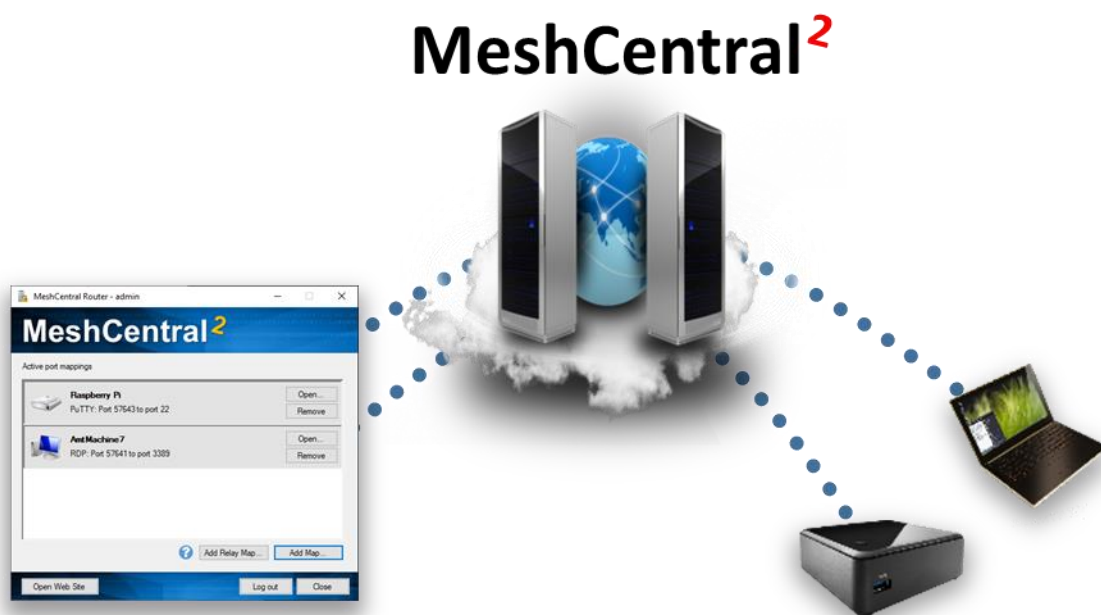 MeshCentral2
MeshCentral Router - admin
MeshCentral2
Active port mappings
Raspberry Pi
PuTTY: Port 57643 to port 22
Open...
Remove
AmtMachine7
RDP: Port 57641 to port 3389
Open...
Remove
Add Relay Map...
Add Map...
Open Web Site
Log out
Close